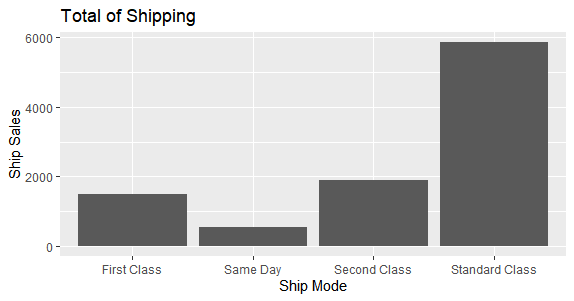 Total of Shipping
6000
4000
2000
0
Ship Sales
First Class Same Day Second Class Standard Class
Ship Mode